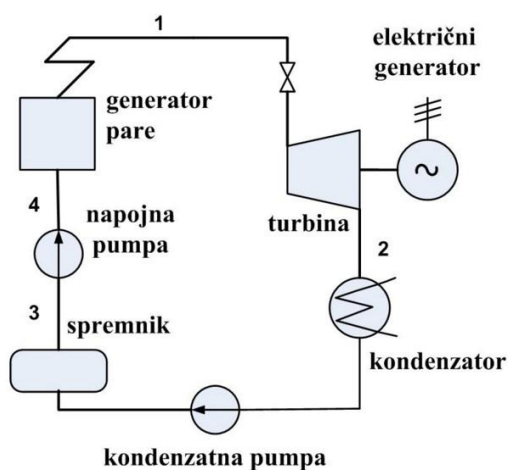 1
električni
generator
generator
pare
4
napojna
pumpa
turbina
2
3
spremnik
kondenzator
kondenzatna pumpa